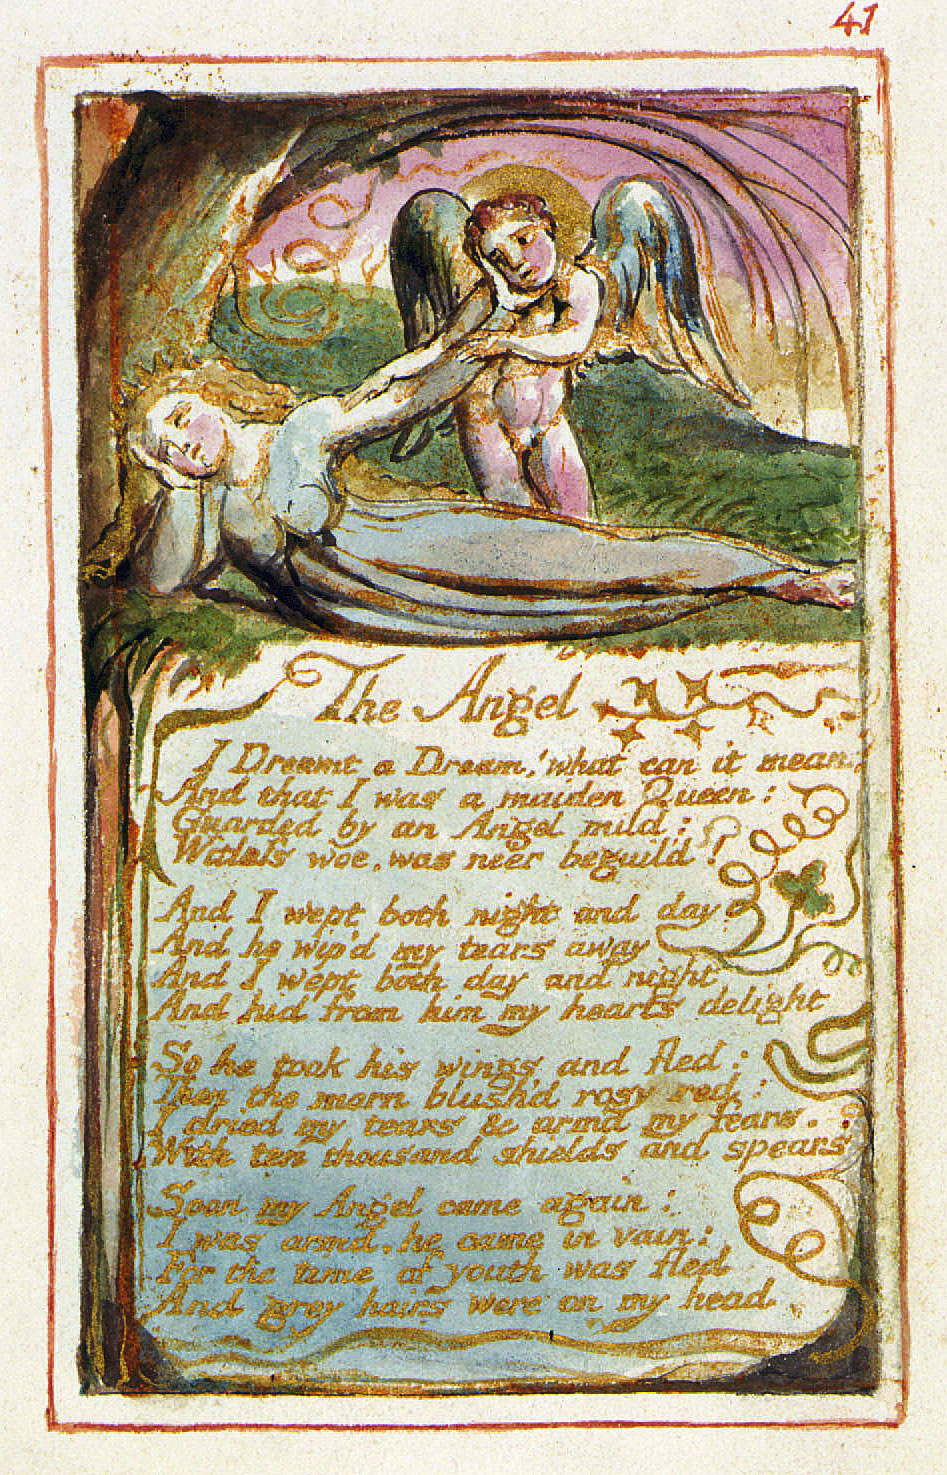 41
The Angel
I Dreamt a Dream! what can it mean?
And that I was a maiden Queen:
Guarded by an Angel mild:
Witless woe, was neer beguil'd!
And I wept both night and day
And he wip'd my tears away
And I wept both day and night
And hid from him my hearts delight
So he took his wings and fled:
Then the morn blush'd rosy red:
I dried my tears & armd my fears.
With ten thousand shields and spears.
Soon my Angel came again:
I was arm'd, he came in vain:
For the time of youth was fled
And grey hairs were on my head